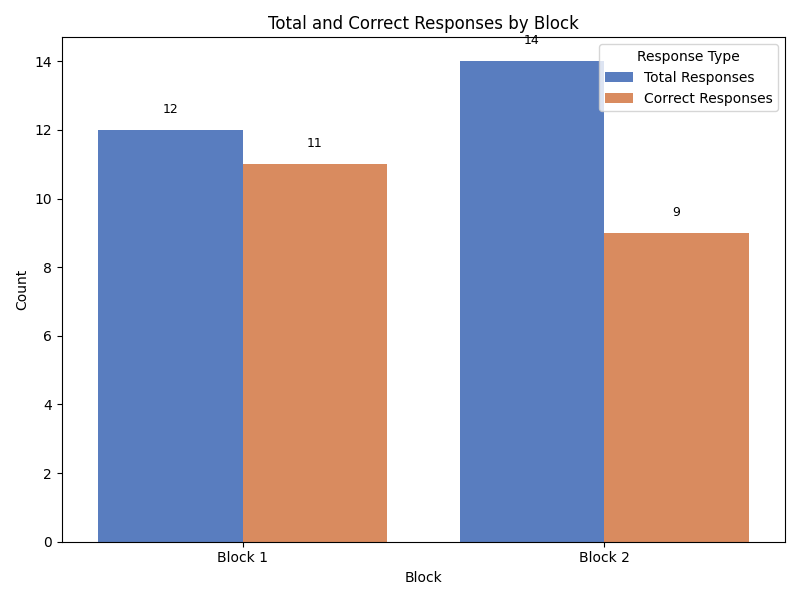 Total and Correct Responses by Block
Response Type
Total Responses
Correct Responses
Count
14
12
10
8
6
4
2
0
12
11
14
9
Block 1
Block 2
Block